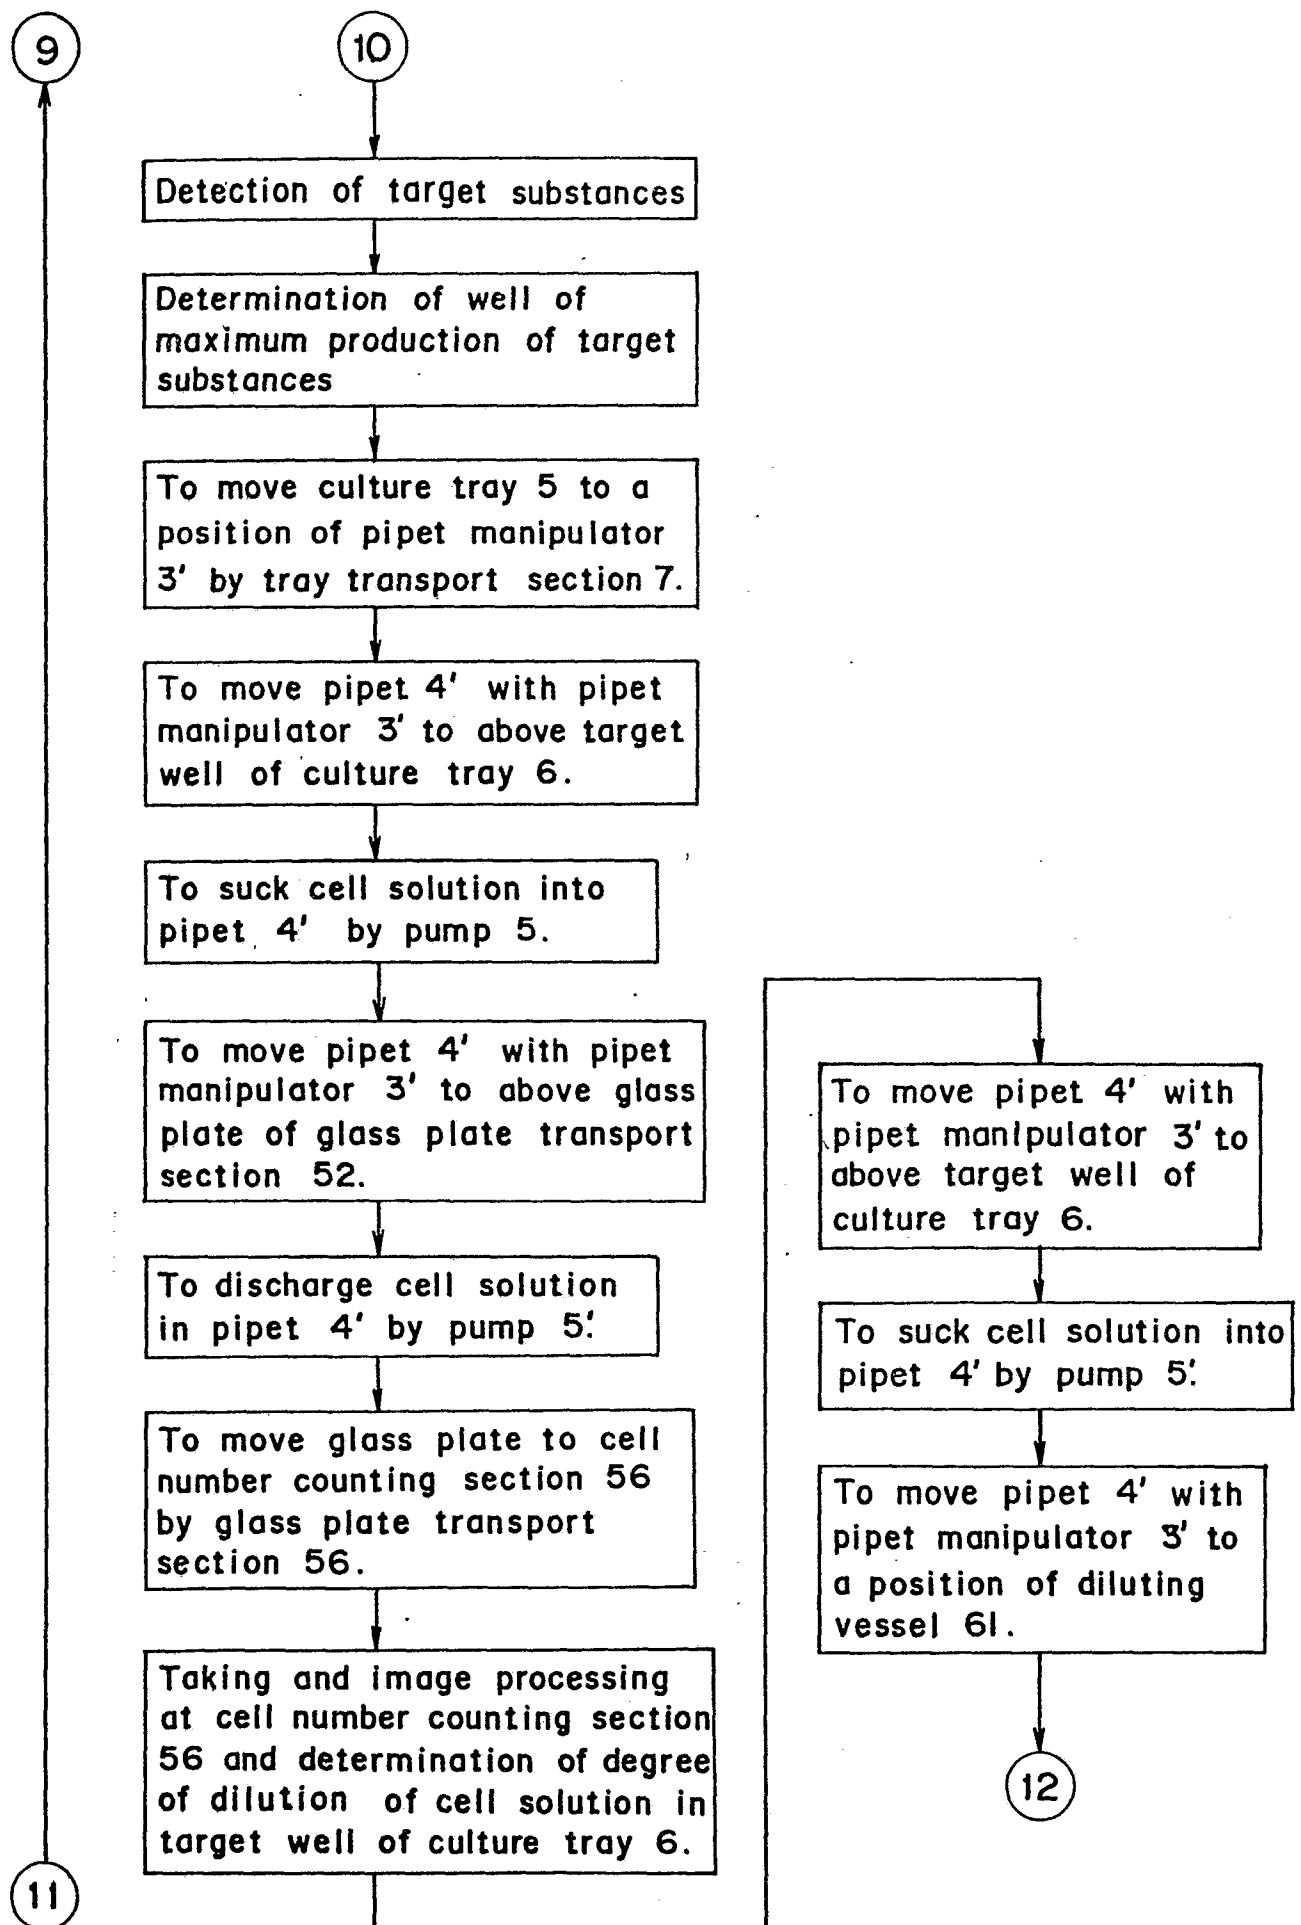 9
10
Detection of target substances
Determination of well of
maximum production of target
substances
To move culture tray 5 to a
position of pipet manipulator
3' by tray transport section 7.
To move pipet 4' with pipet
manipulator 3' to above target
well of culture tray 6.
To suck cell solution into
pipet 4' by pump 5.
To move pipet 4' with pipet
manipulator 3' to above glass
plate of glass plate transport
section 52.
To discharge cell solution
in pipet 4' by pump 5'.
To move glass plate to cell
number counting section 56
by glass plate transport
section 56.
Taking and image processing
at cell number counting section
56 and determination of degree
of dilution of cell solution in
target well of culture tray 6.
11
To move pipet 4' with
pipet manipulator 3' to
above target well of
culture tray 6.
To suck cell solution into
pipet 4' by pump 5'.
To move pipet 4' with
pipet manipulator 3' to
a position of diluting
vessel 61.
12